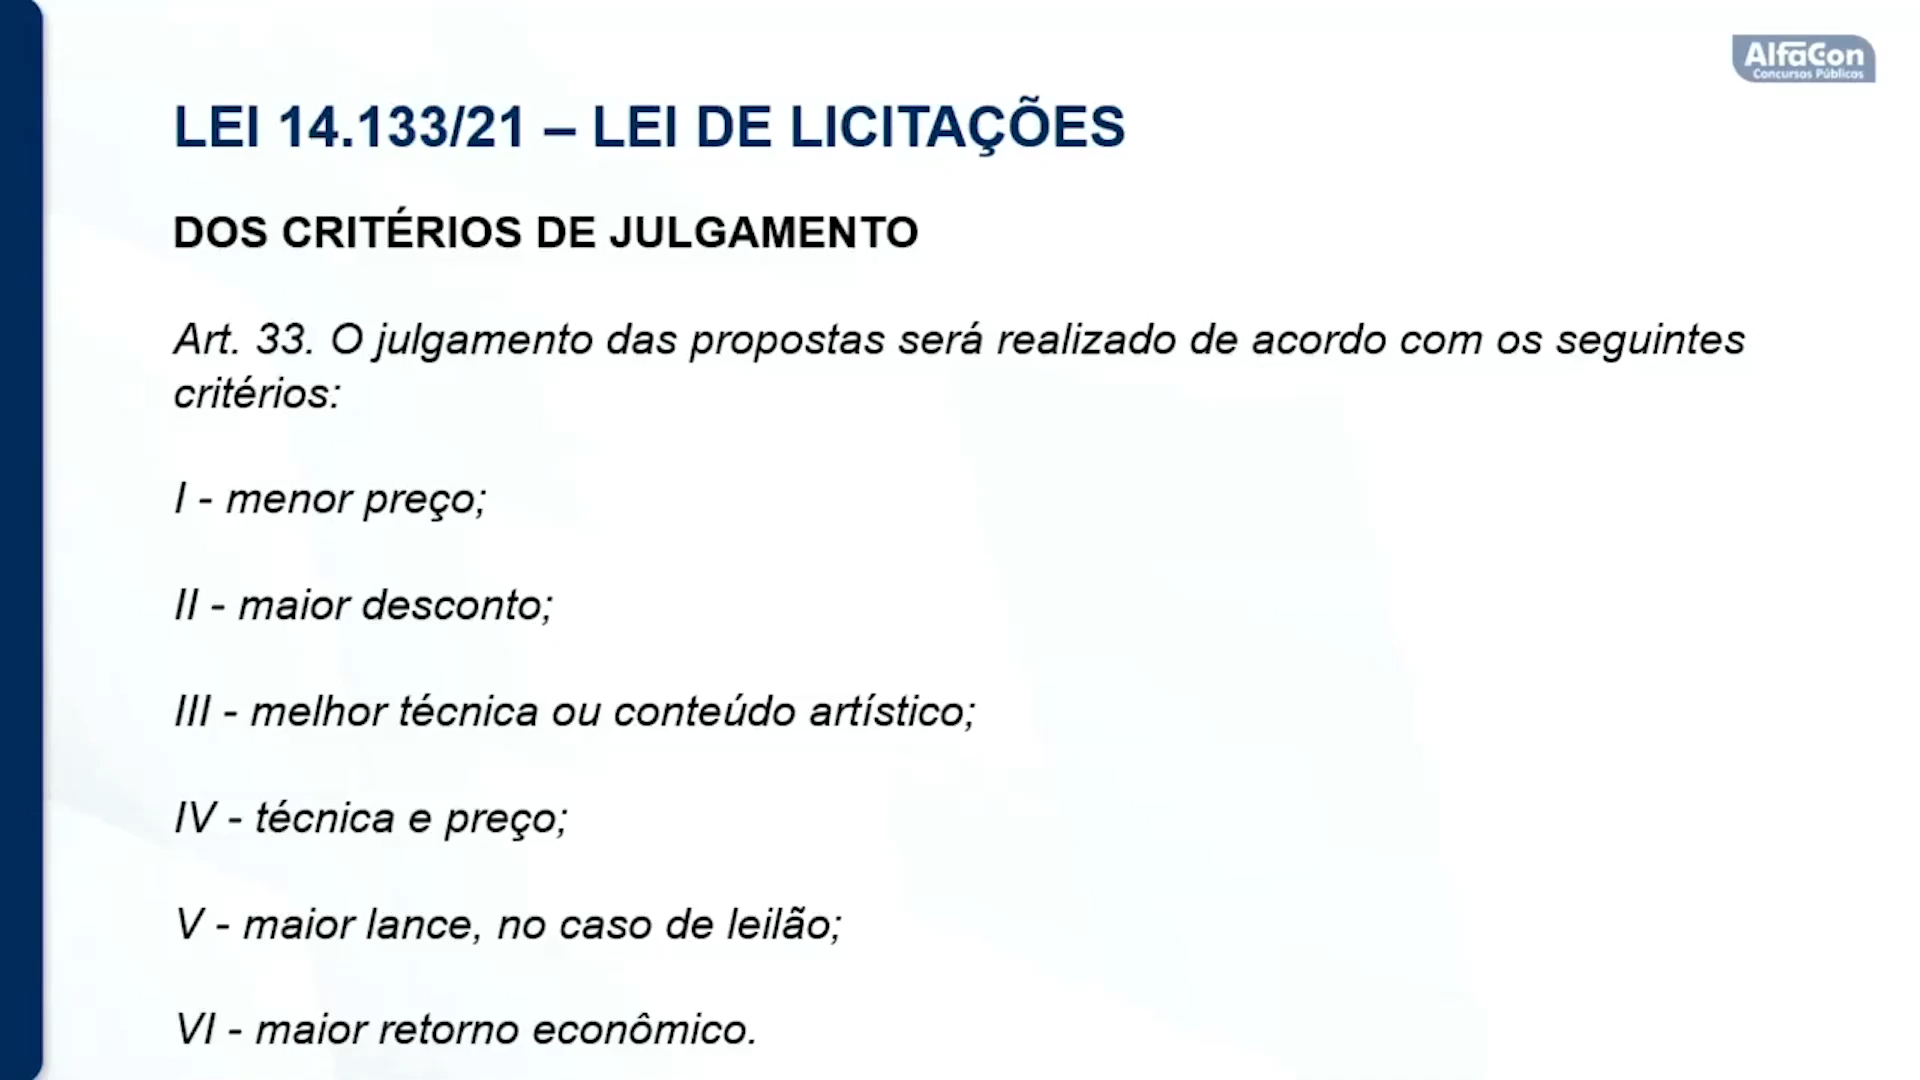 AlfaCon
Concursos Públicos
LEI 14.133/21 – LEI DE LICITAÇÕES
DOS CRITÉRIOS DE JULGAMENTO
Art. 33. O julgamento das propostas será realizado de acordo com os seguintes
critérios:
I - menor preço;
II - maior desconto;
III - melhor técnica ou conteúdo artístico;
IV - técnica e preço;
V - maior lance, no caso de leilão;
VI - maior retorno econômico.